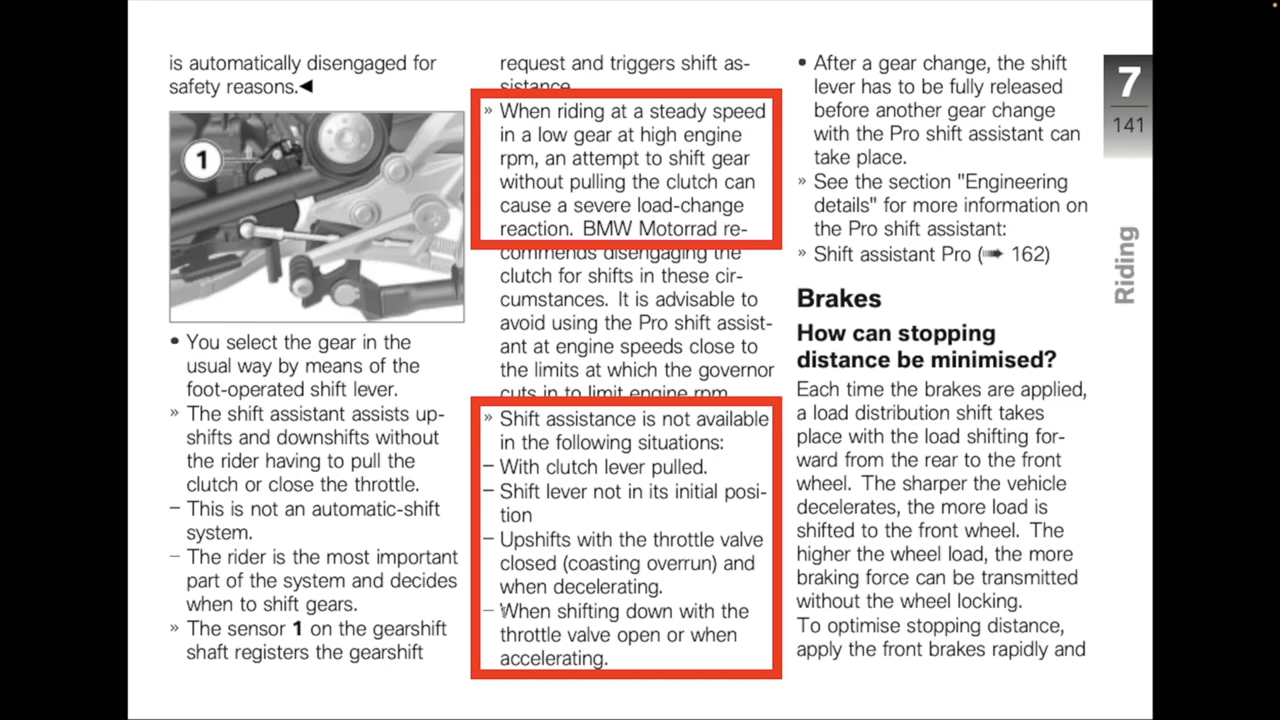 is automatically disengaged for
safety reasons.◄
1
• You select the gear in the
usual way by means of the
foot-operated shift lever.
» The shift assistant assists up-
shifts and downshifts without
the rider having to pull the
clutch or close the throttle.
– This is not an automatic-shift
system.
– The rider is the most important
part of the system and decides
when to shift gears.
» The sensor 1 on the gearshift
shaft registers the gearshift
request and triggers shift as-
sistance.
» When riding at a steady speed
in a low gear at high engine
rpm, an attempt to shift gear
without pulling the clutch can
cause a severe load-change
reaction. BMW Motorrad re-
commends disengaging the
clutch for shifts in these cir-
cumstances. It is advisable to
avoid using the Pro shift assist-
ant at engine speeds close to
the limits at which the governor
cuts in to limit engine rpm.
» Shift assistance is not available
in the following situations:
– With clutch lever pulled.
– Shift lever not in its initial posi-
tion
– Upshifts with the throttle valve
closed (coasting overrun) and
when decelerating.
– When shifting down with the
throttle valve open or when
accelerating.
• After a gear change, the shift
lever has to be fully released
before another gear change
with the Pro shift assistant can
take place.
» See the section "Engineering
details" for more information on
the Pro shift assistant:
» Shift assistant Pro (➠ 162)
Brakes
How can stopping
distance be minimised?
Each time the brakes are applied,
a load distribution shift takes
place with the load shifting for-
ward from the rear to the front
wheel. The sharper the vehicle
decelerates, the more load is
shifted to the front wheel. The
higher the wheel load, the more
braking force can be transmitted
without the wheel locking.
To optimise stopping distance,
apply the front brakes rapidly and
7
141
Riding